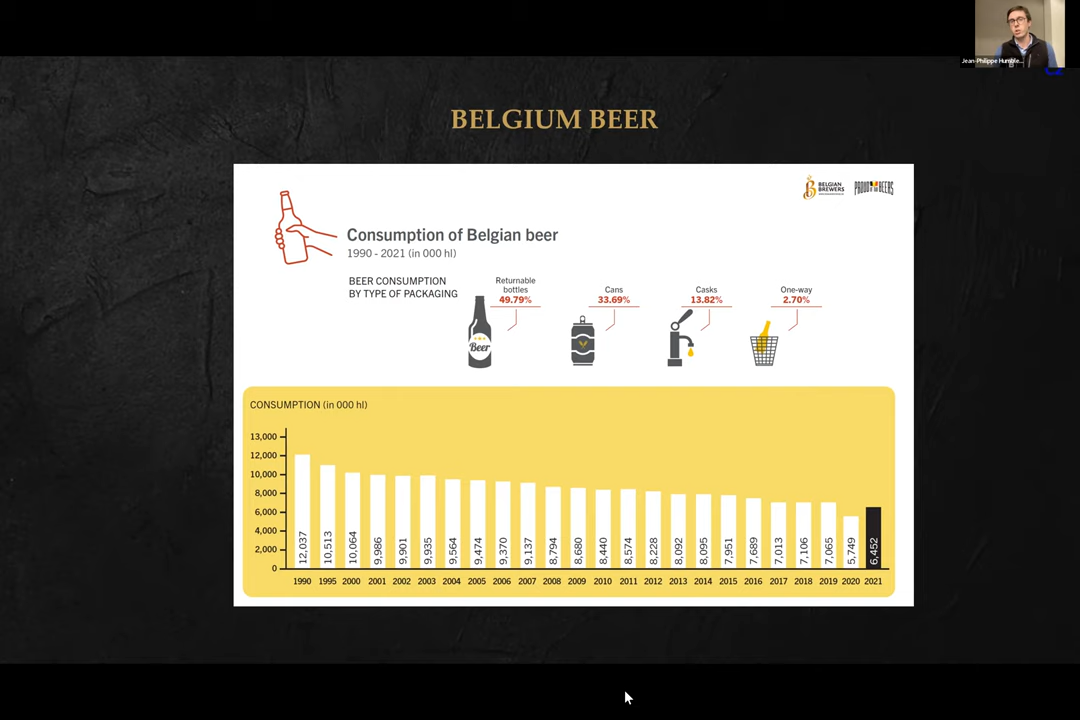 Jean-Philippe Humble...
BELGIUM BEER
BELGIAN
BREWERS
PROUD OF OUR BEERS
Consumption of Belgian beer
1990 - 2021 (in 000 hl)
BEER CONSUMPTION
BY TYPE OF PACKAGING
Returnable
bottles
49.79%
Cans
33.69%
Casks
13.82%
One-way
2.70%
Beer
CONSUMPTION (in 000 hl)
13,000
12,000
10,000
8,000
6,000
4,000
2,000
0
12,037
10,513
10,064
9,986
9,901
9,935
9,564
9,474
9,370
9,137
8,794
8,680
8,440
8,574
8,228
8,092
8,095
7,951
7,689
7,013
7,106
7,065
5,749
6,452
1990 1995 2000 2001 2002 2003 2004 2005 2006 2007 2008 2009 2010 2011 2012 2013 2014 2015 2016 2017 2018 2019 2020 2021